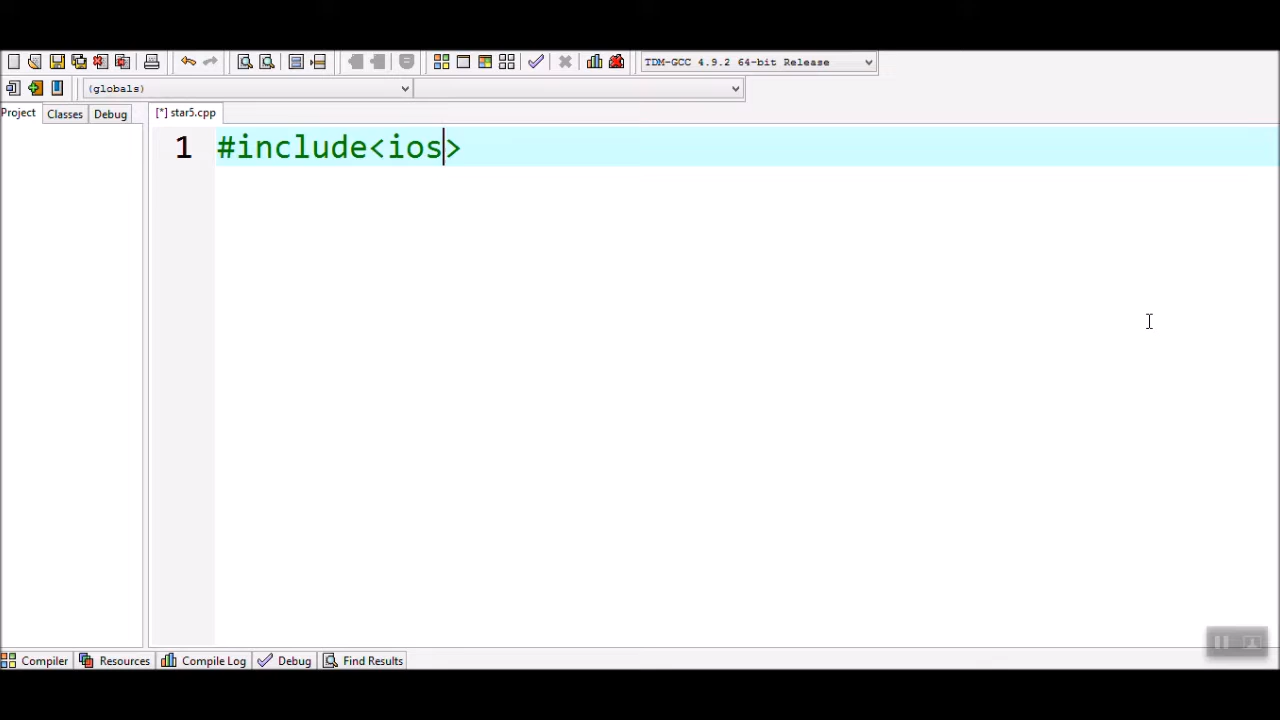 TDM-GCC 4.9.2 64-bit Release
(globals)
Project Classes Debug [*] star5.cpp
1 #include<ios>
Compiler Resources Compile Log Debug Find Results